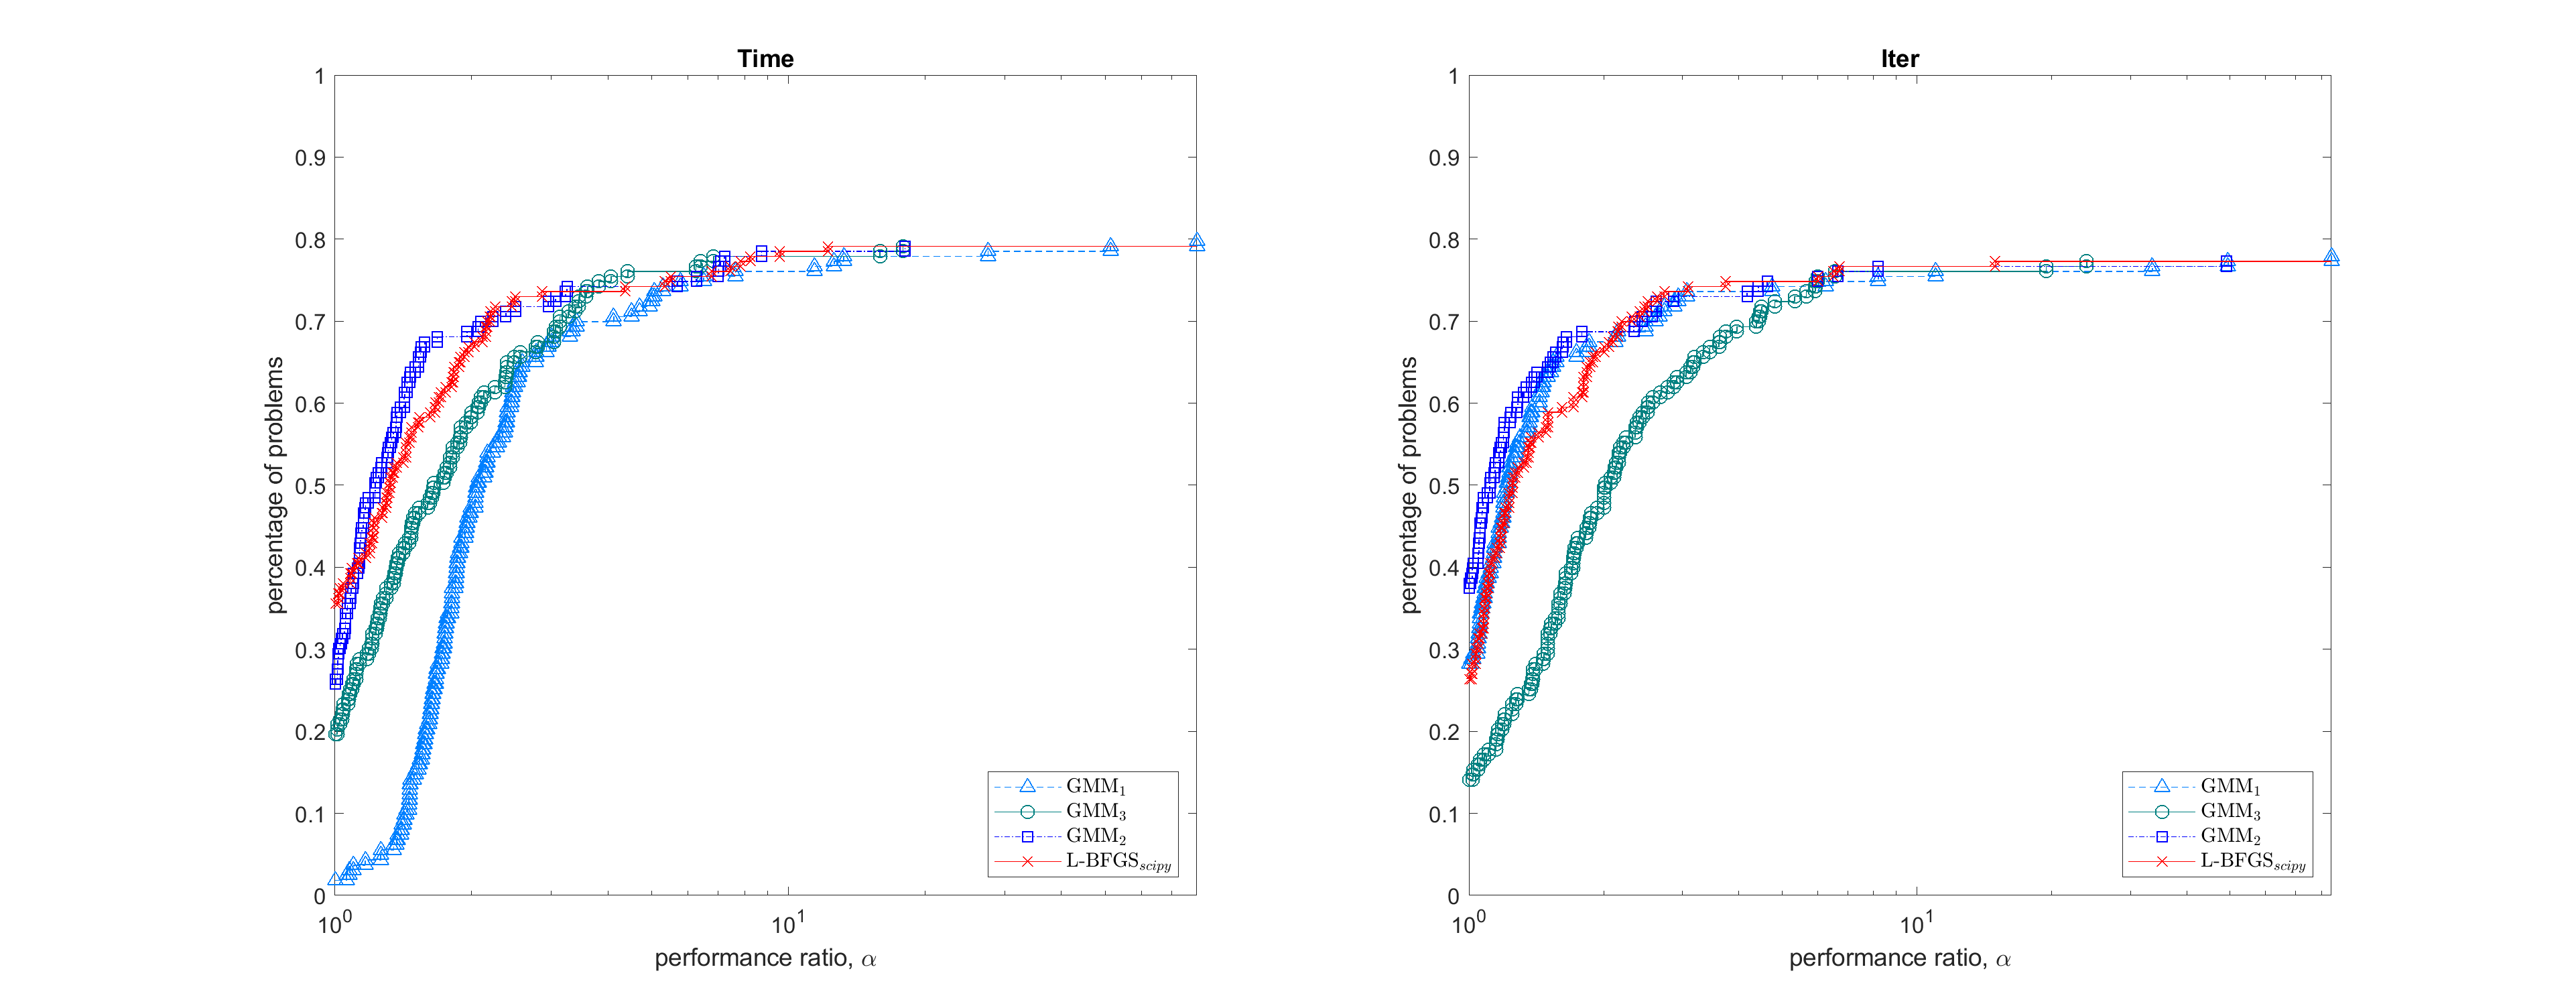 Time
1
0.9
0.8
0.7
0.6
0.5
0.4
0.3
0.2
0.1
0
percentage of problems
10^0
10^1
performance ratio, α
GMM_1
GMM_3
GMM_2
L-BFGS_scipy
Iter
1
0.9
0.8
0.7
0.6
0.5
0.4
0.3
0.2
0.1
0
percentage of problems
10^0
10^1
performance ratio, α
GMM_1
GMM_3
GMM_2
L-BFGS_scipy